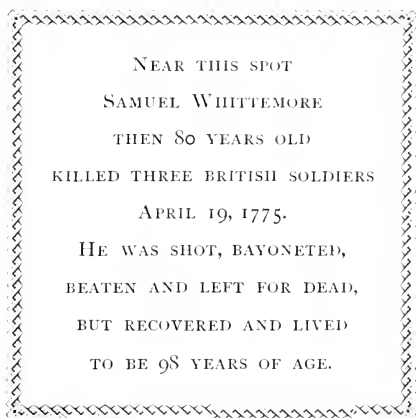 Near this spot
Samuel Whittemore
then 80 years old
killed three British soldiers
April 19, 1775.
He was shot, bayoneted,
beaten and left for dead,
but recovered and lived
to be 98 years of age.